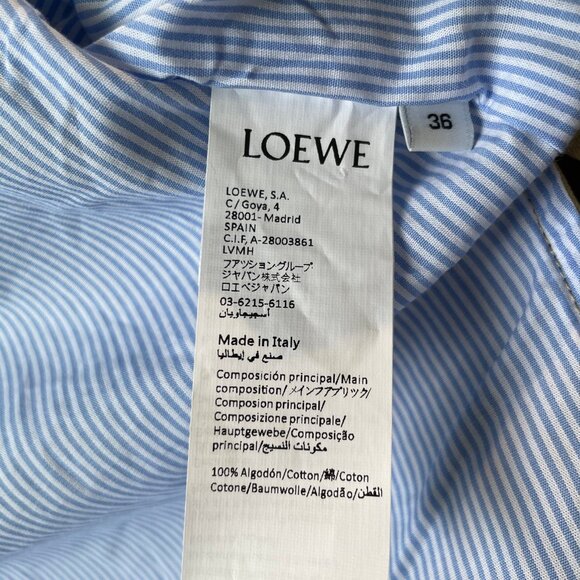 36
LOEWE
LOEWE, S.A.
C/ Goya, 4
28001- Madrid
SPAIN
C.I.F, A-28003861
LVMH
ファッショングループ
ジャパン株式会社
ロエベジャパン
03-6215-6116
أسيجيأويأن
Made in Italy
صنع في إيطاليا
Composición principal/Main
composition/メインファブリック/
Composion principal/
Composizione principale/
Hauptgewebe/Composição
principal/مكونات النسيج
100% Algodón/Cotton/綿/Coton
Cotone/Baumwolle/Algodão/القطن